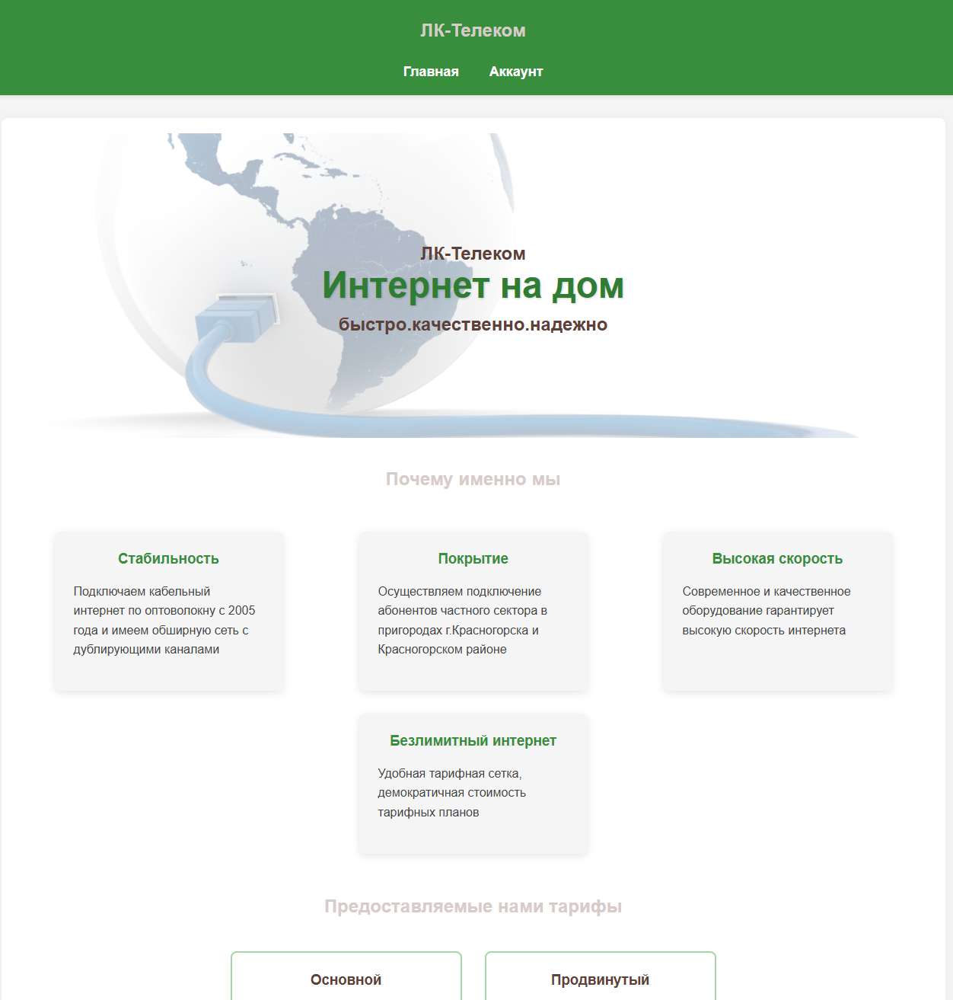 ЛК-Телеком
Главная Аккаунт
ЛК-Телеком
Интернет на дом
быстро.качественно.надежно
Почему именно мы
Стабильность
Подключаем кабельный
интернет по оптоволокну с 2005
года и имеем обширную сеть с
дублирующими каналами
Покрытие
Осуществляем подключение
абонентов частного сектора в
пригородах г.Красногорска и
Красногорском районе
Высокая скорость
Современное и качественное
оборудование гарантирует
высокую скорость интернета
Безлимитный интернет
Удобная тарифная сетка,
демократичная стоимость
тарифных планов
Предоставляемые нами тарифы
Основной
Продвинутый